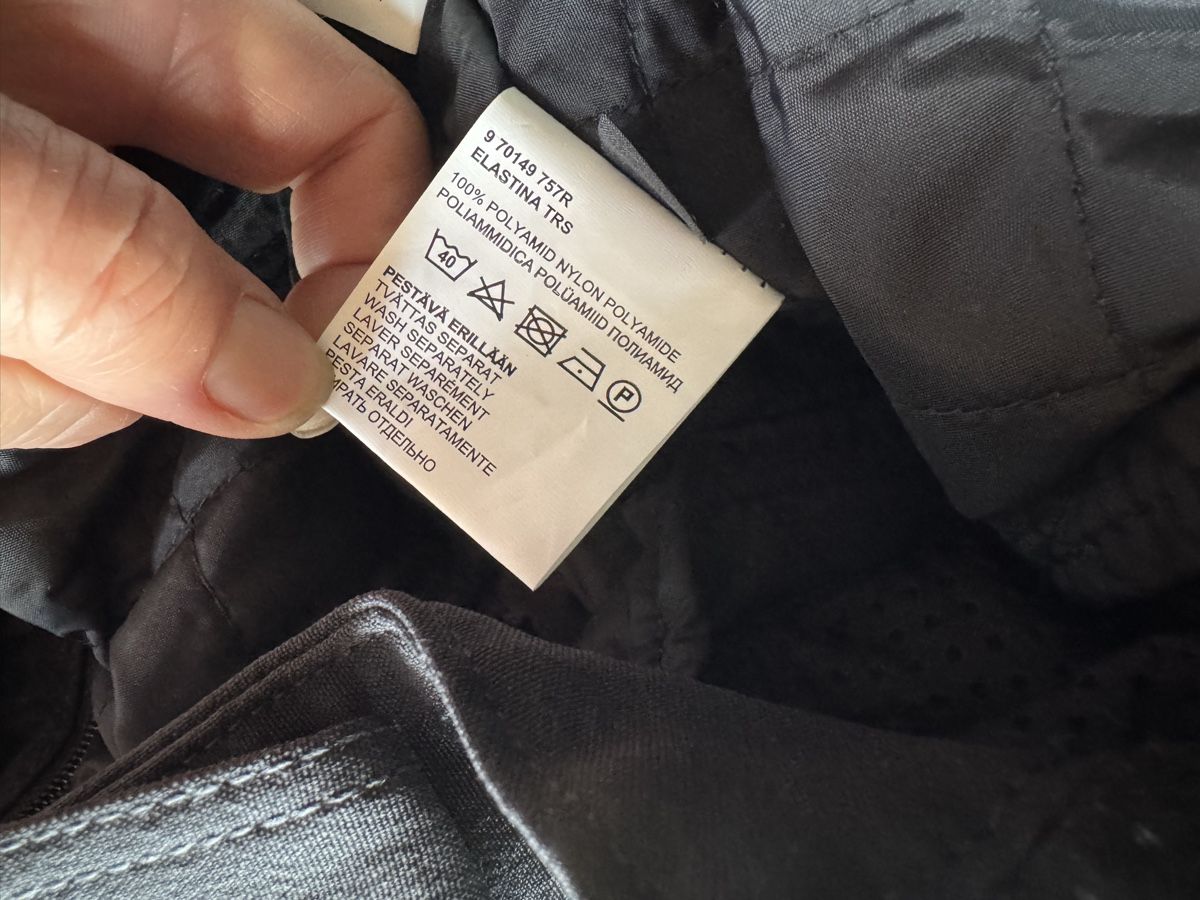 9 70149 757R
ELASTINA TRS
100% POLYAMID NYLON POLYAMIDE
POLIAMMIDICA POLÜAMIID ПОЛИАМИД
40
P
PESTÄVÄ ERILLÄÄN
TVÄTTAS SEPARAT
WASH SEPARATELY
LAVER SEPARÉMENT
SEPARAT WASCHEN
LAVARE SEPARATAMENTE
PESTA ERALDI
ОТДЕЛЬНО